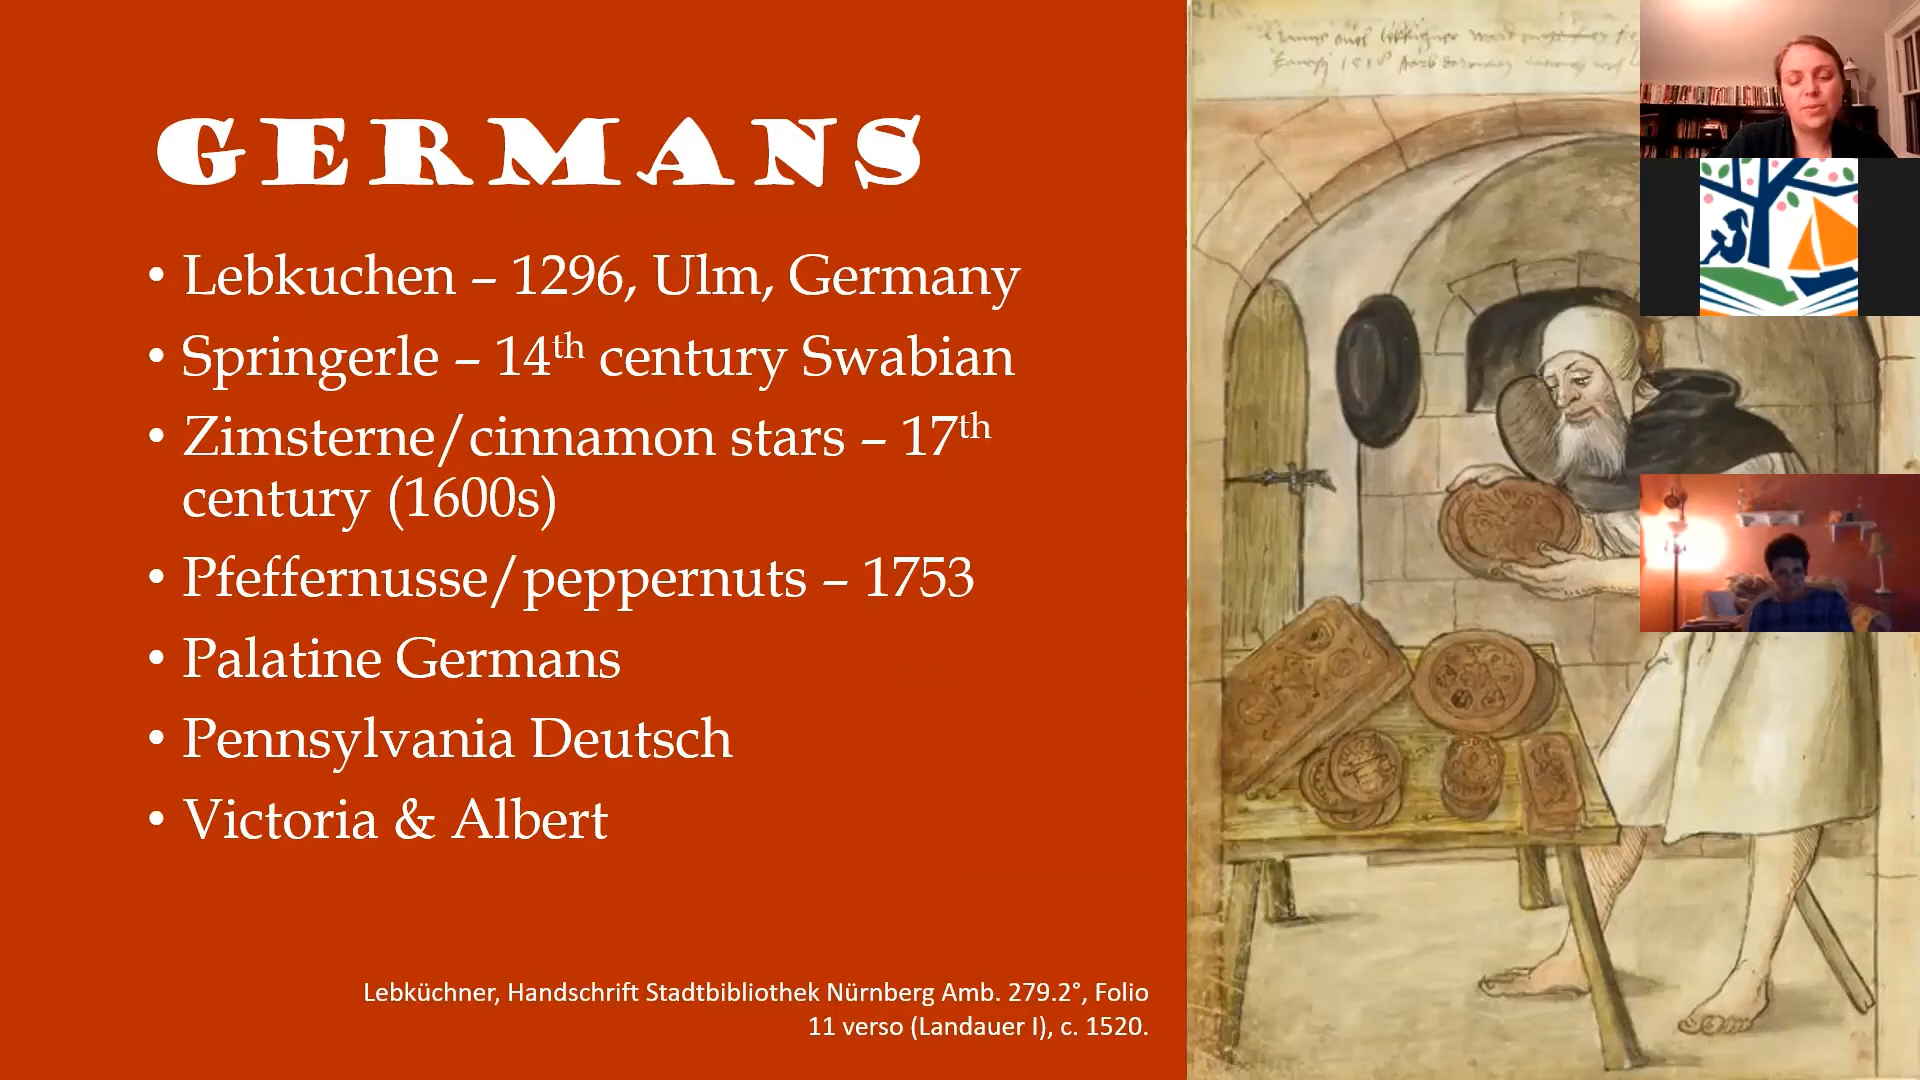 GERMANS
• Lebkuchen – 1296, Ulm, Germany
• Springerle – 14th century Swabian
• Zimsterne/cinnamon stars – 17th
century (1600s)
• Pfeffernusse/peppernuts – 1753
• Palatine Germans
• Pennsylvania Deutsch
• Victoria & Albert
Lebküchner, Handschrift Stadtbibliothek Nürnberg Amb. 279.2°, Folio
11 verso (Landauer I), c. 1520.